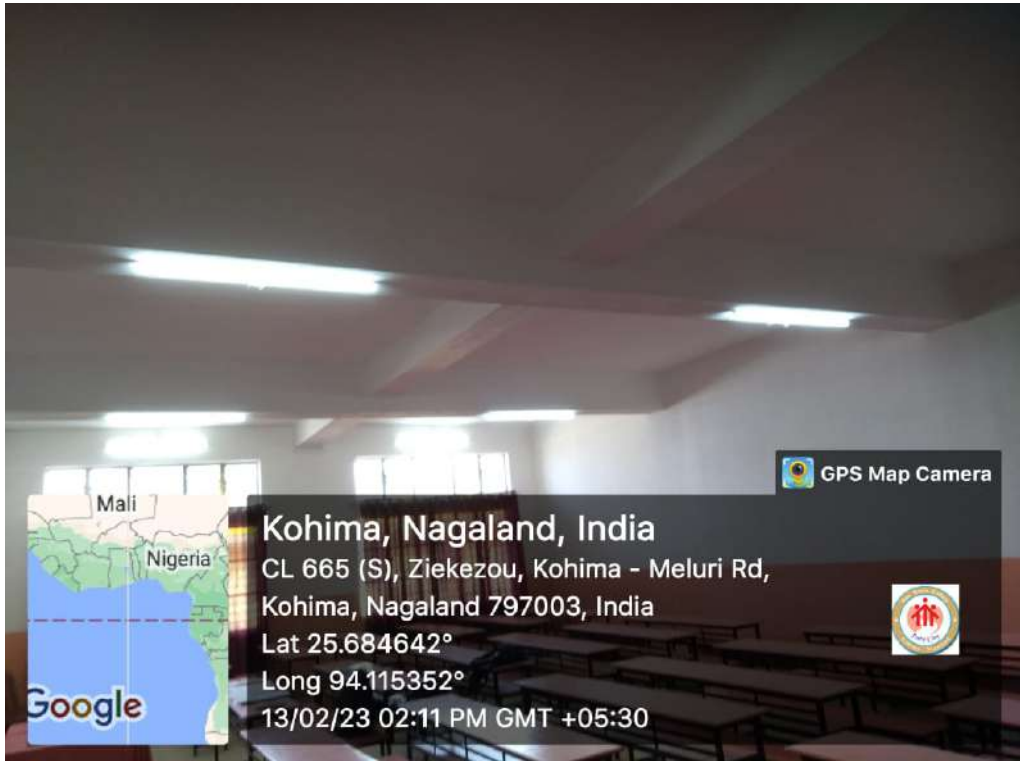 GPS Map Camera
Mali
Nigeria
Google
Kohima, Nagaland, India
CL 665 (S), Ziekezou, Kohima - Meluri Rd,
Kohima, Nagaland 797003, India
Lat 25.684642°
Long 94.115352°
13/02/23 02:11 PM GMT +05:30